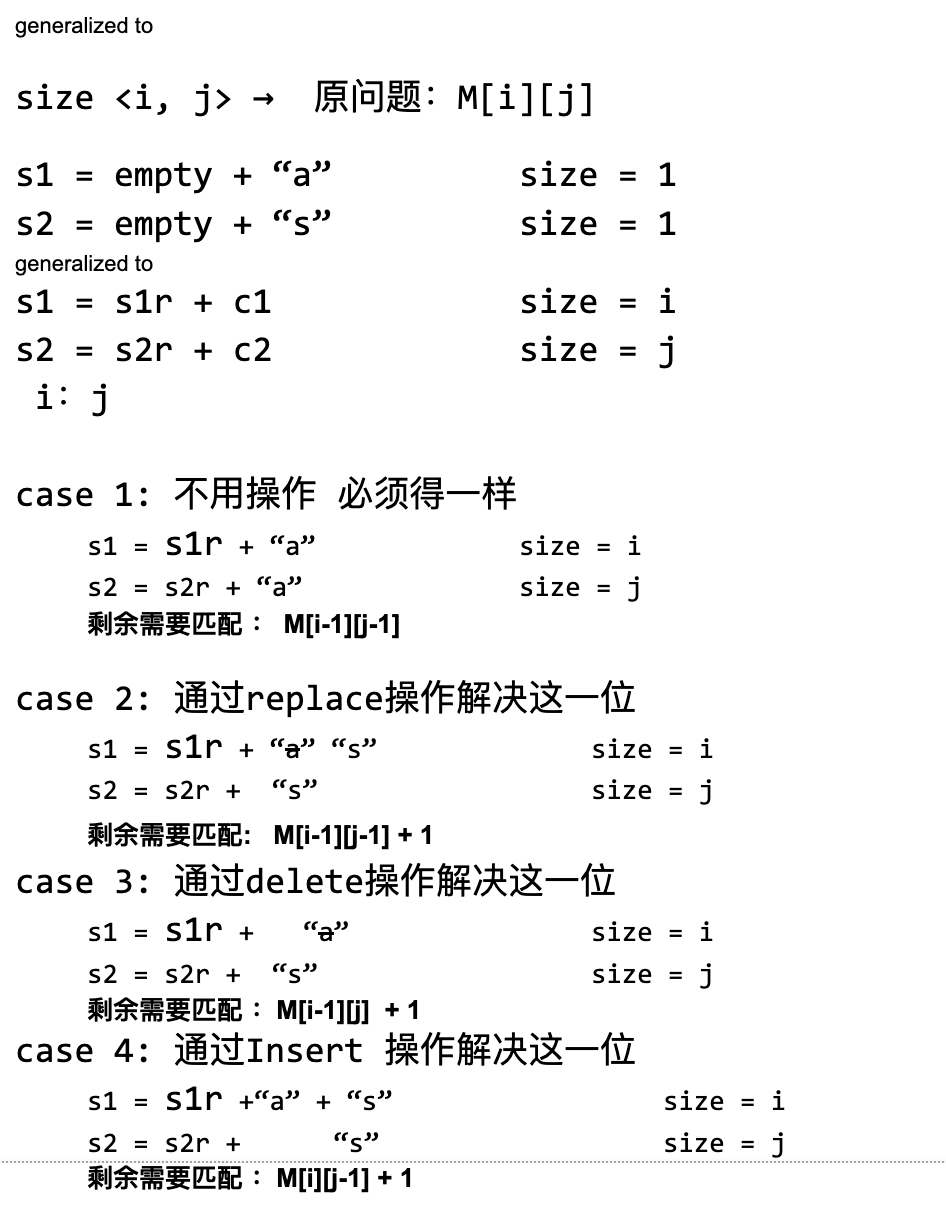 generalized to
size <i, j> →  原问题：M[i][j]
s1 = empty + “a” size = 1
s2 = empty + “s” size = 1
generalized to
s1 = s1r + c1 size = i
s2 = s2r + c2 size = j
i： j
case 1: 不用操作 必须得一样
s1 = s1r + “a” size = i
s2 = s2r + “a” size = j
剩余需要匹配： M[i-1][j-1]
case 2: 通过replace操作解决这一位
s1 = s1r + “a” “s” size = i
s2 = s2r + “s” size = j
剩余需要匹配: M[i-1][j-1] + 1
case 3: 通过delete操作解决这一位
s1 = s1r + “a” size = i
s2 = s2r + “s” size = j
剩余需要匹配：M[i-1][j] + 1
case 4: 通过Insert 操作解决这一位
s1 = s1r +“a” + “s” size = i
s2 = s2r + “s” size = j
剩余需要匹配：M[i][j-1] + 1